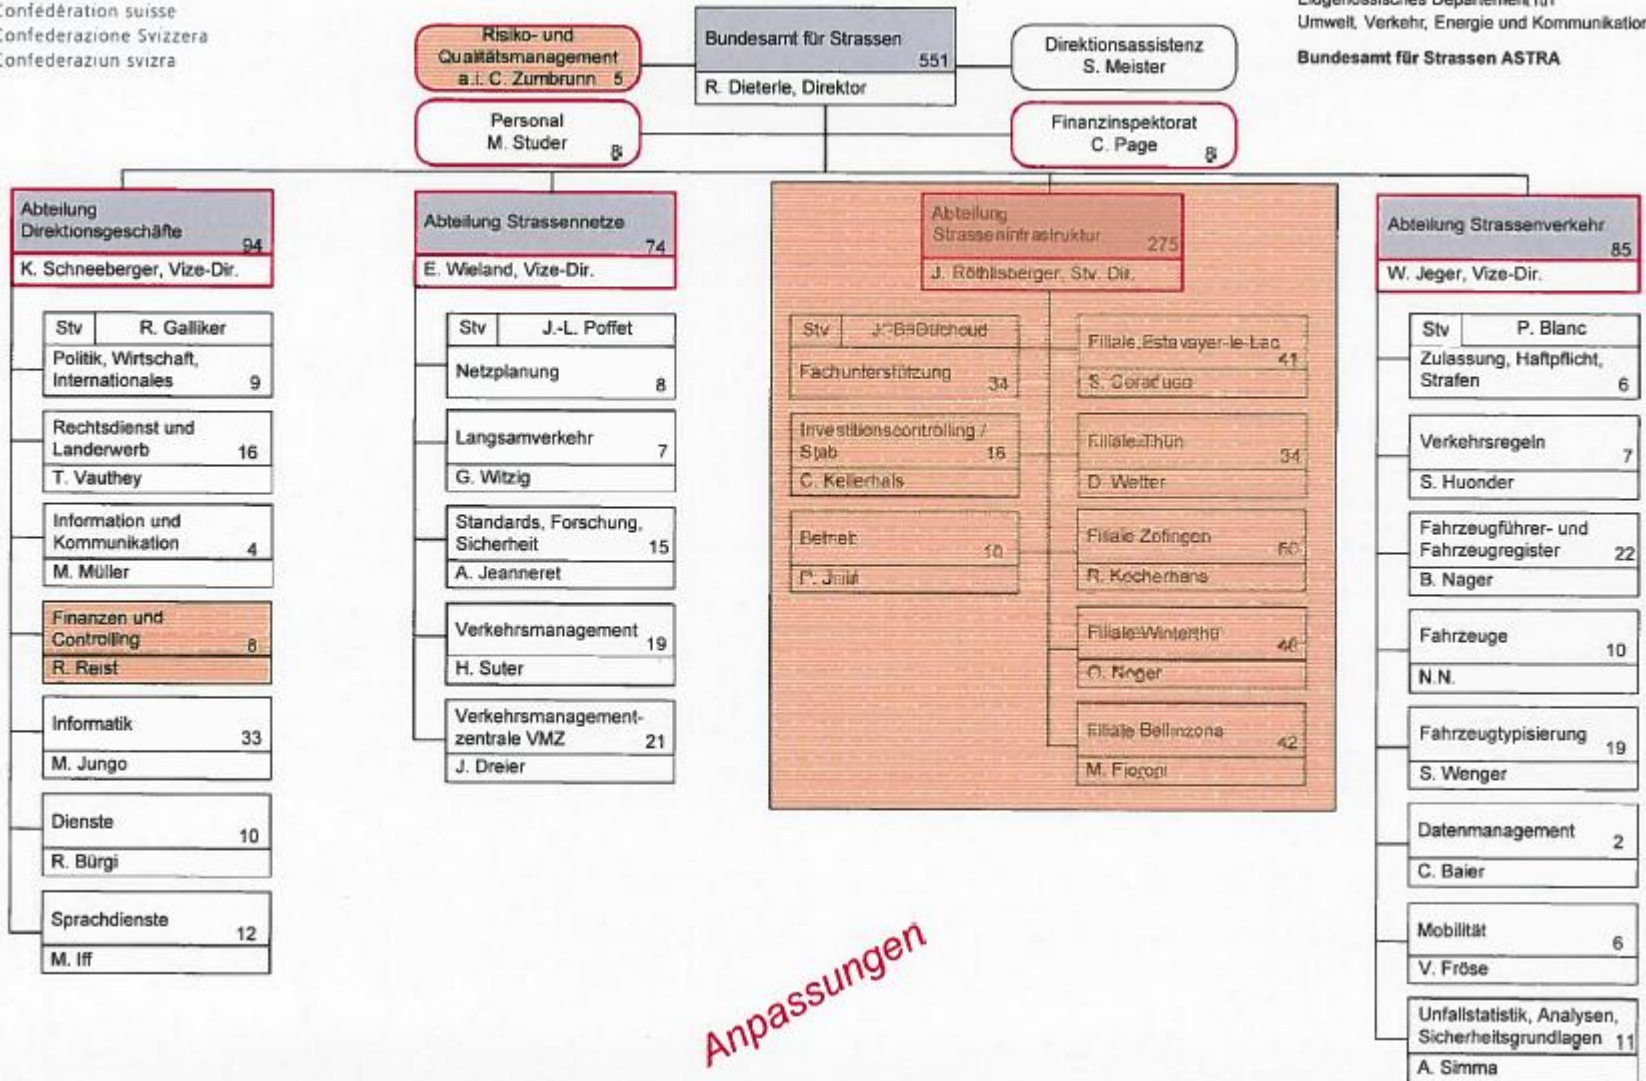 Confédération suisse
Confederazione Svizzera
Confederaziun svizra
Umwelt, Verkehr, Energie und Kommunikation
Bundesamt für Strassen ASTRA
Risiko- und
Qualitätsmanagement
a.i. C. Zumbrunn 5
Bundesamt für Strassen
551
R. Dieterle, Direktor
Direktionsassistenz
S. Meister
Personal
M. Studer
8
Finanzinspektorat
C. Page
8
Abteilung
Direktionsgeschäfte
94
K. Schneeberger, Vize-Dir.
Stv R. Galliker
Politik, Wirtschaft,
Internationales 9
Rechtsdienst und
Landerwerb 16
T. Vauthey
Information und
Kommunikation 4
M. Müller
Finanzen und
Controlling 8
R. Reist
Informatik
33
M. Jungo
Dienste
10
R. Bürgi
Sprachdienste
12
M. Iff
Abteilung Strassennetze
74
E. Wieland, Vize-Dir.
Stv J.-L. Poffet
Netzplanung
8
Langsamverkehr
7
G. Witzig
Standards, Forschung,
Sicherheit 15
A. Jeanneret
Verkehrsmanagement
19
H. Suter
Verkehrsmanagement-
zentrale VMZ 21
J. Dreier
Abteilung
Strasseninfrastruktur 275
J. Röthlisberger, Stv. Dir.
Stv
Fachunterstützung
34
Investitionscontrolling /
Stab 16
C. Kellerhals
Betrieb
10
Filiale Estavayer-le-Lac
41
Filiale Thun
34
D. Wetter
Filiale Zofingen
R. Kocherhans
Filiale Winterthur
46
Filiale Bellinzona
42
M. Fioroni
Abteilung Strassenverkehr
85
W. Jeger, Vize-Dir.
Stv P. Blanc
Zulassung, Haftpflicht,
Strafen 6
Verkehrsregeln
7
S. Huonder
Fahrzeugführer- und
Fahrzeugregister 22
B. Nager
Fahrzeuge
10
N.N.
Fahrzeugtypisierung
19
S. Wenger
Datenmanagement
2
C. Baier
Mobilität
6
V. Fröse
Unfallstatistik, Analysen,
Sicherheitsgrundlagen 11
A. Simma
Anpassungen